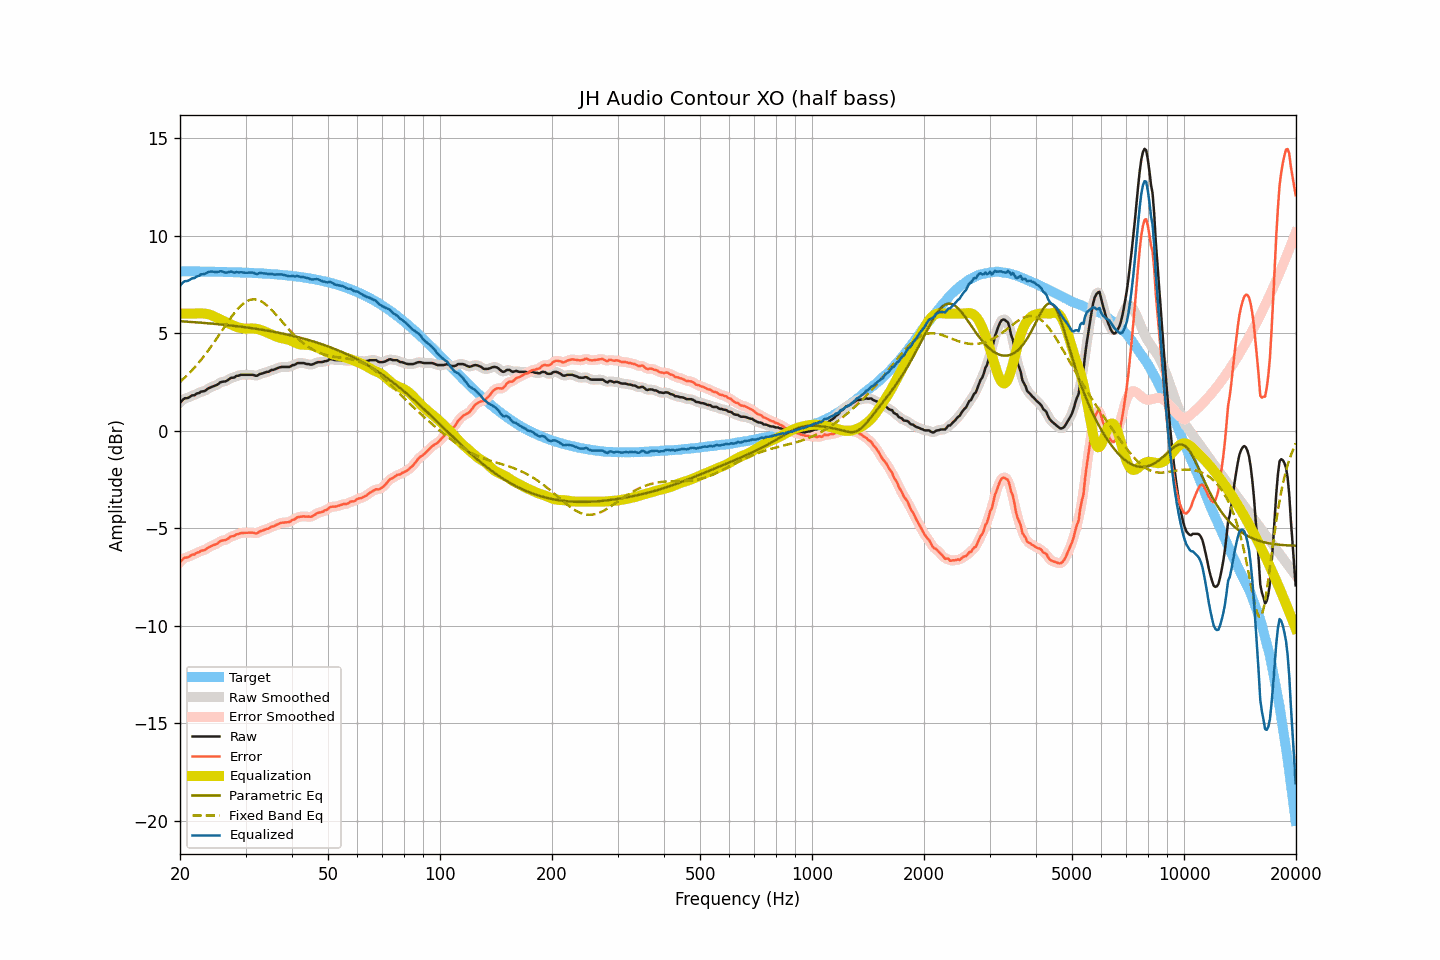 JH Audio Contour XO (half bass)
15
10
5
0
−5
−10
−15
−20
Amplitude (dBr)
Target
Raw Smoothed
Error Smoothed
Raw
Error
Equalization
Parametric Eq
Fixed Band Eq
Equalized
20 50 100 200 500 1000 2000 5000 10000 20000
Frequency (Hz)